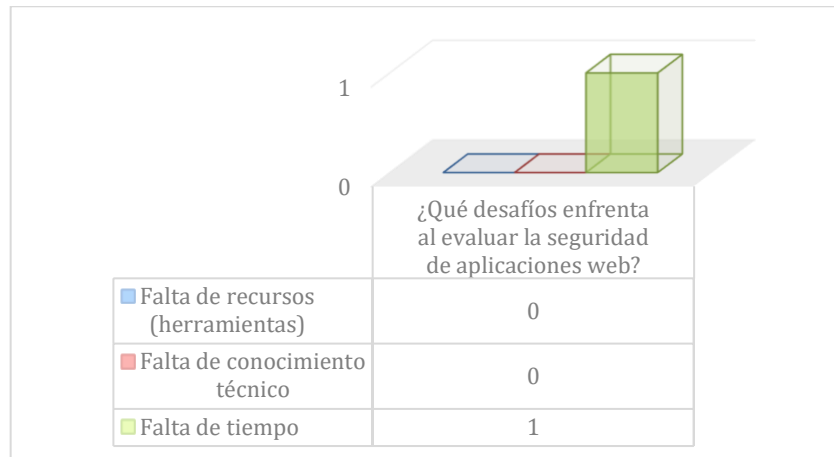 1
0
¿Qué desafíos enfrenta
al evaluar la seguridad
de aplicaciones web?
Falta de recursos
(herramientas)
0
Falta de conocimiento
técnico
0
Falta de tiempo
1